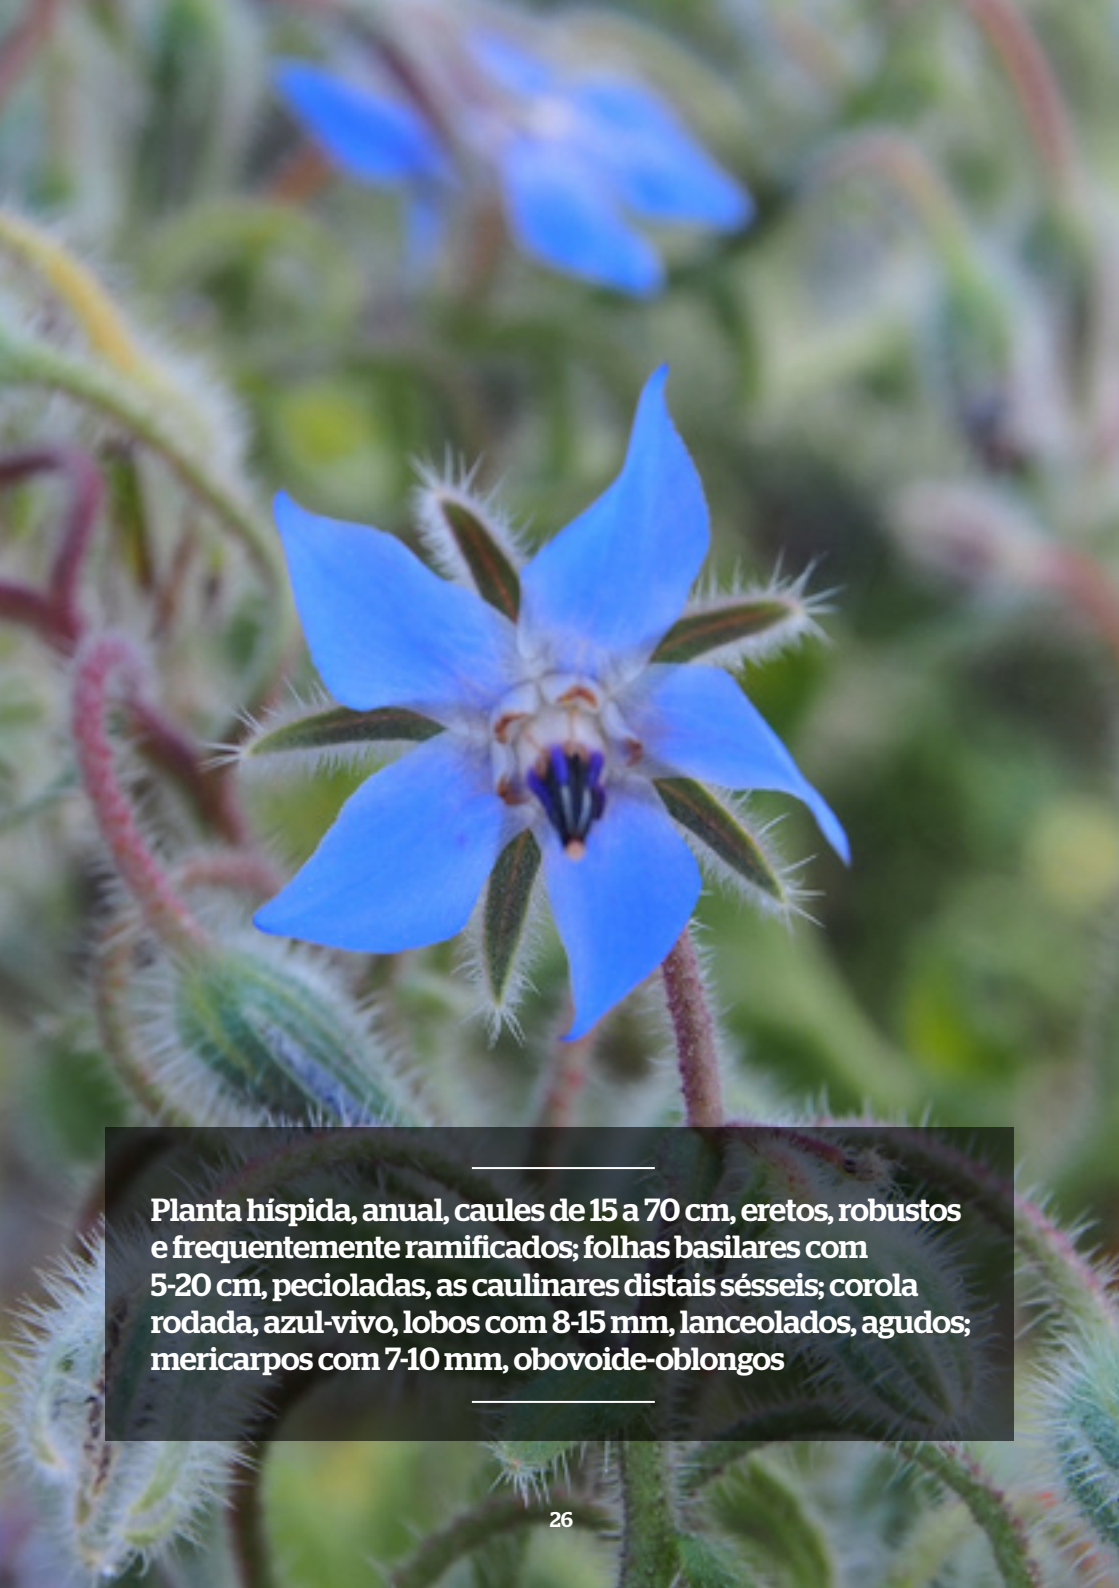 Planta híspida, anual, caules de 15 a 70 cm, eretos, robustos
e frequentemente ramificados; folhas basilares com
5-20 cm, pecioladas, as caulinares distais sésseis; corola
rodada, azul-vivo, lobos com 8-15 mm, lanceolados, agudos;
mericarpos com 7-10 mm, obovoide-oblongos
26